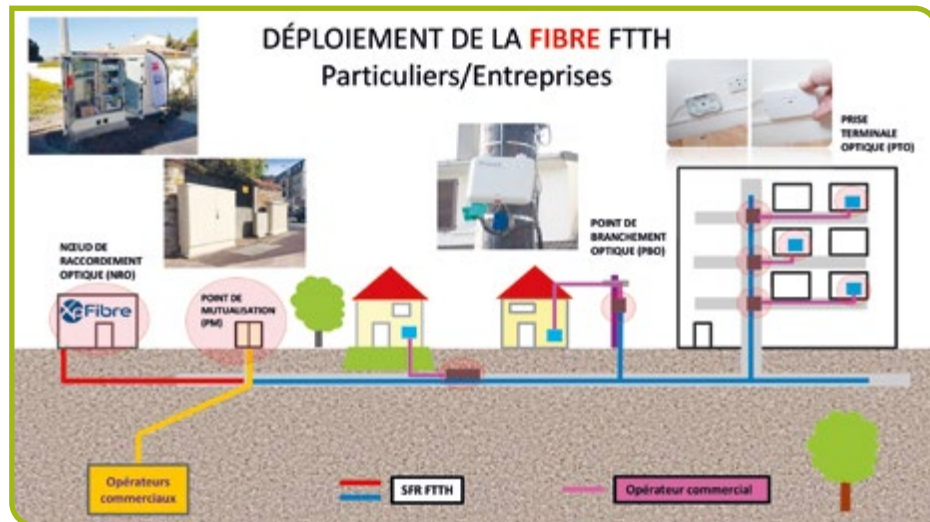 DÉPLOIEMENT DE LA FIBRE FTTH
Particuliers/Entreprises
PRISE
TERMINALE
OPTIQUE (PTO)
POINT DE
BRANCHEMENT
OPTIQUE (PBO)
NŒUD DE
RACCORDEMENT
OPTIQUE (NRO)
XpFibre
POINT DE
MUTUALISATION
(PM)
Opérateurs
commerciaux
SFR FTTH
Opérateur commercial